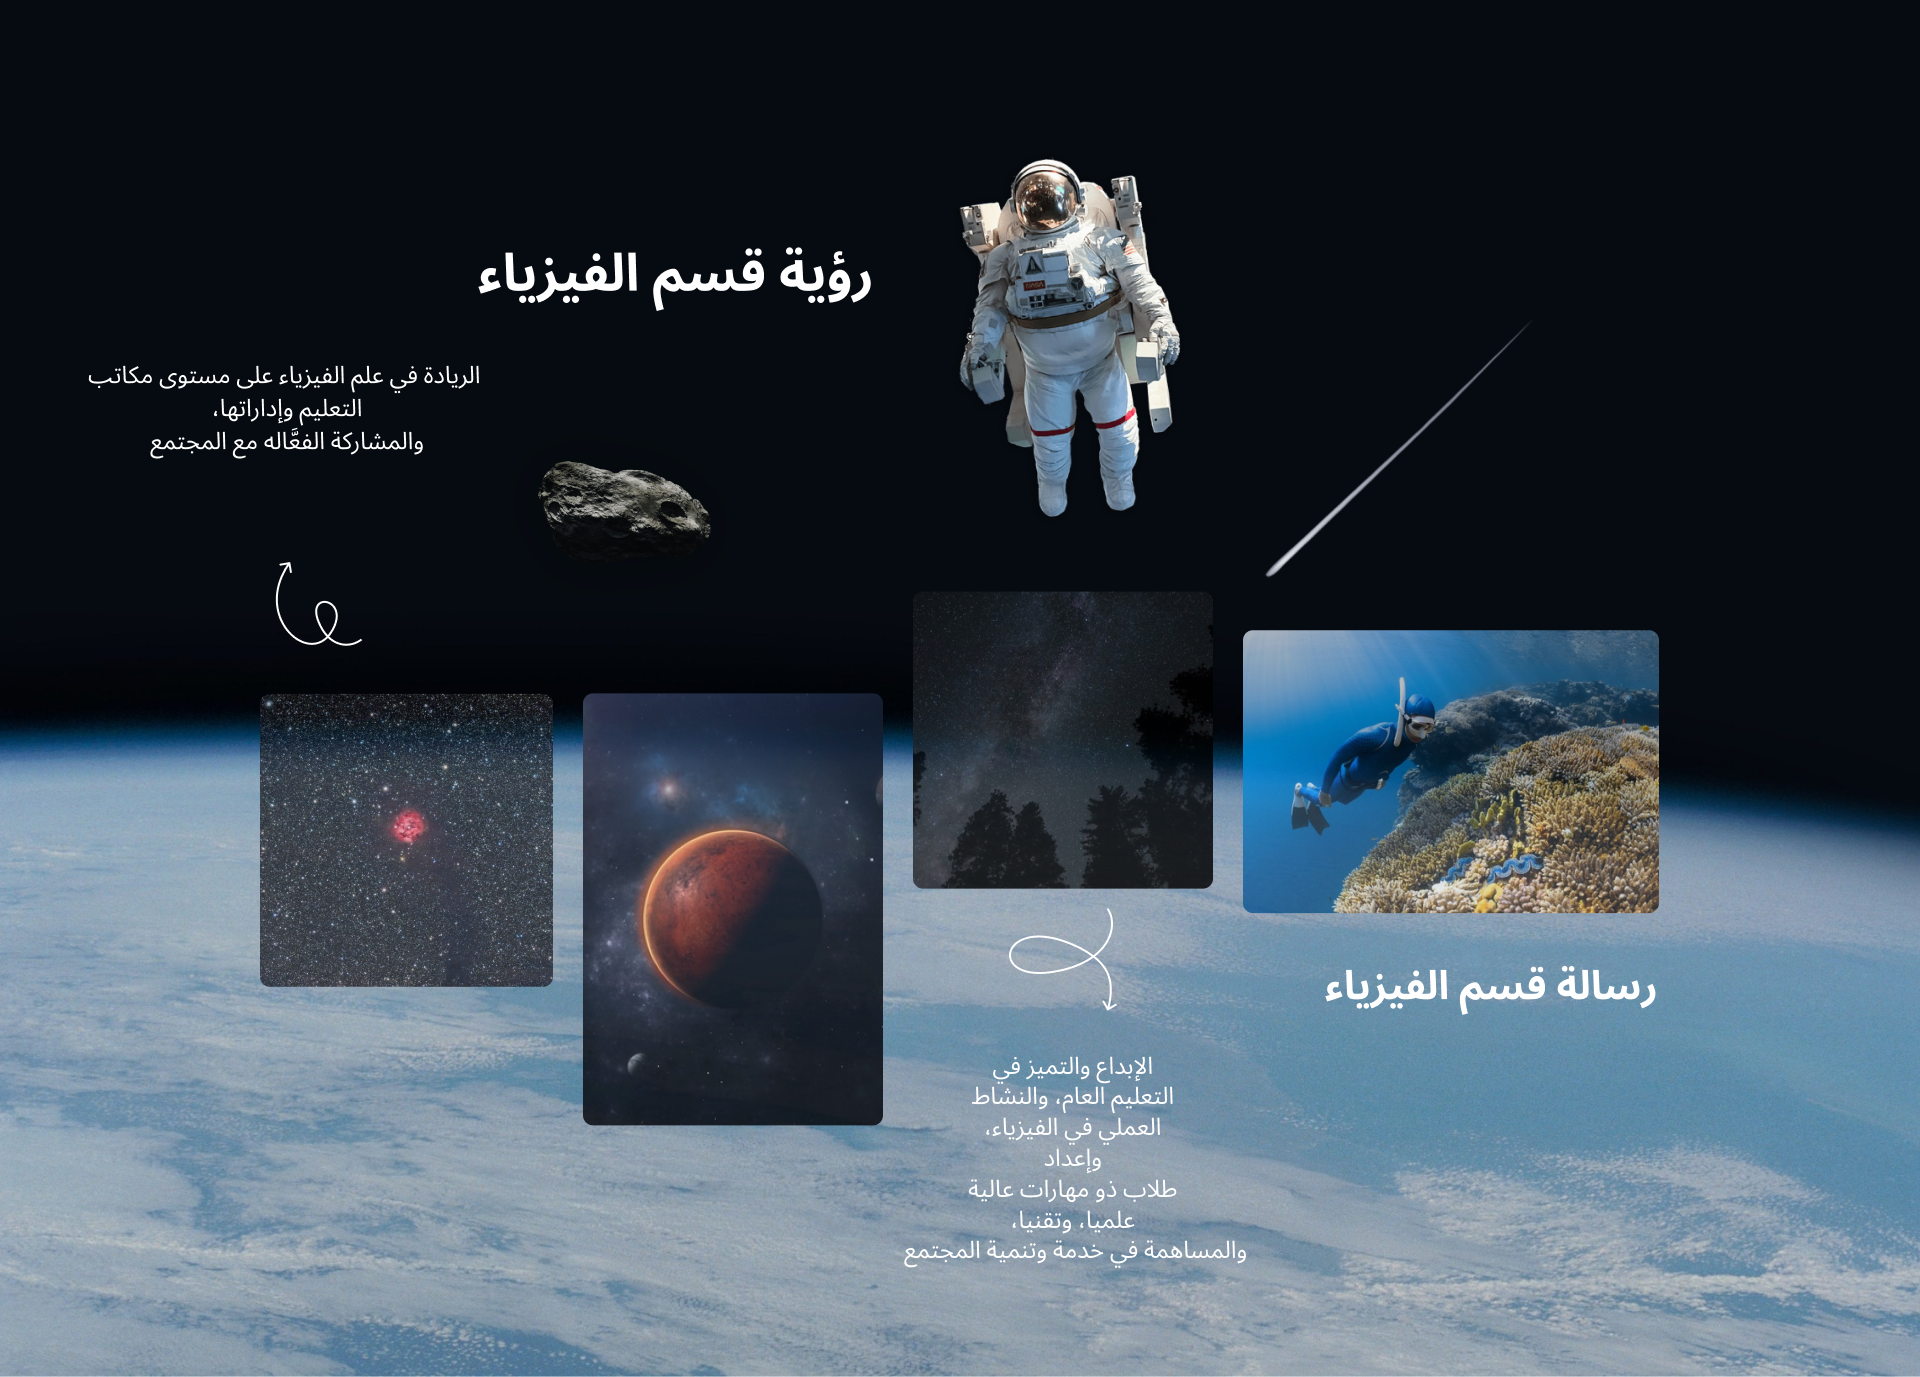 رؤية قسم الفيزياء
الريادة في علم الفيزياء على مستوى مكاتب
التعليم وإداراتها،
والمشاركة الفعَّاله مع المجتمع
رسالة قسم الفيزياء
الإبداع والتميز في
التعليم العام، والنشاط
العملي في الفيزياء،
وإعداد
طلاب ذو مهارات عالية
علميا، وتقنيا،
والمساهمة في خدمة وتنمية المجتمع